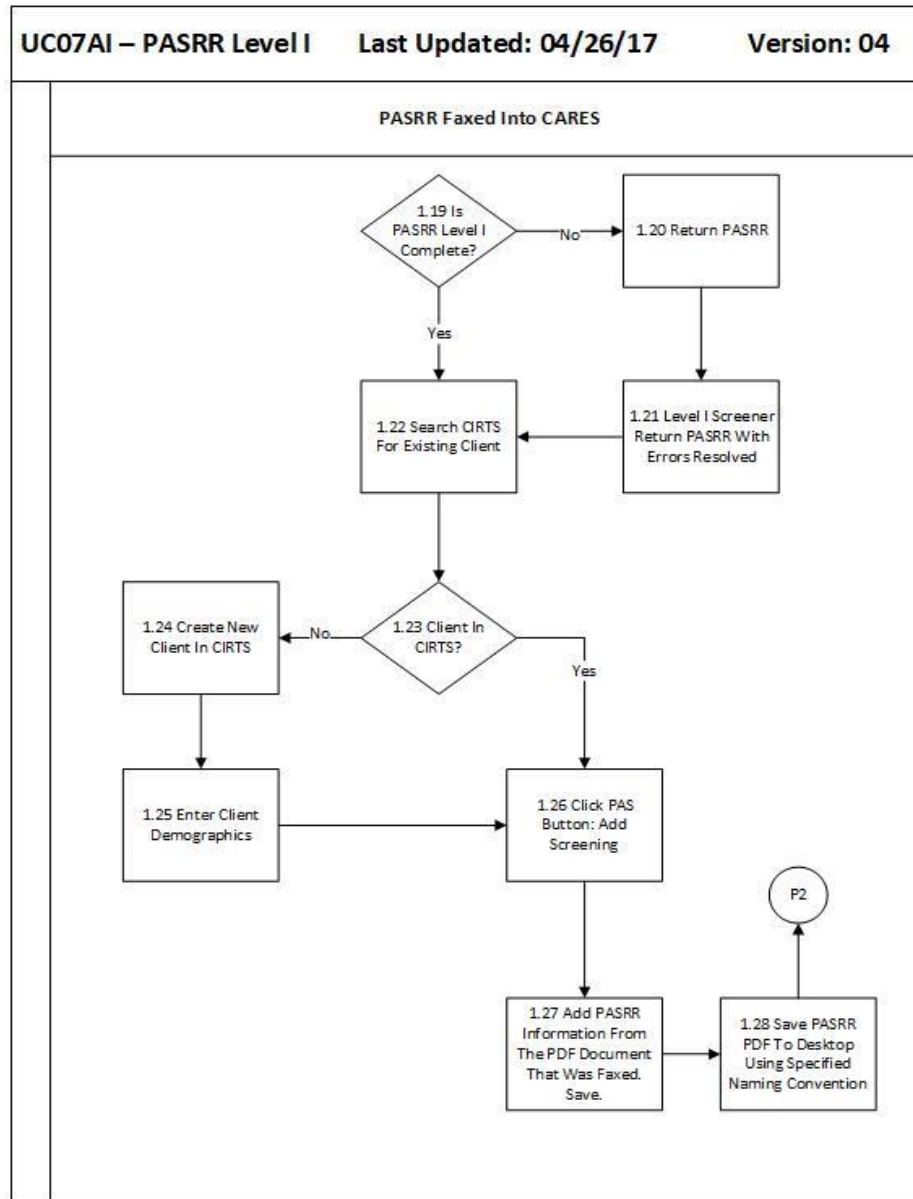 UC07AI – PASRR Level I Last Updated: 04/26/17 Version: 04
PASRR Faxed Into CARES
1.19 Is
PASRR Level I
Complete?
No
1.20 Return PASRR
Yes
1.22 Search CIRTS
For Existing Client
1.21 Level I Screener
Return PASRR With
Errors Resolved
1.24 Create New
Client In CIRTS
No
1.23 Client In
CIRTS?
Yes
1.25 Enter Client
Demographics
1.26 Click PAS
Button: Add
Screening
P2
1.27 Add PASRR
Information From
The PDF Document
That Was Faxed.
Save.
1.28 Save PASRR
PDF To Desktop
Using Specified
Naming Convention